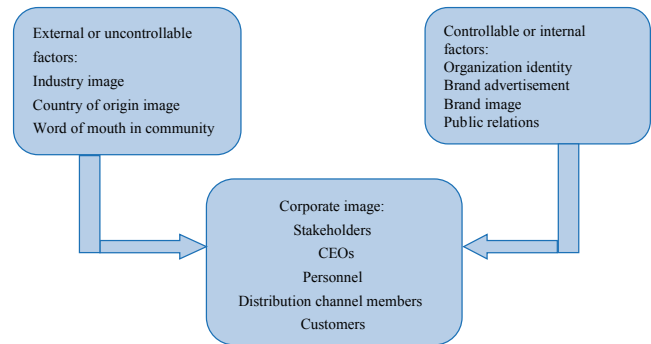 External or uncontrollable
factors:
Industry image
Country of origin image
Word of mouth in community
Controllable or internal
factors:
Organization identity
Brand advertisement
Brand image
Public relations
Corporate image:
Stakeholders
CEOs
Personnel
Distribution channel members
Customers